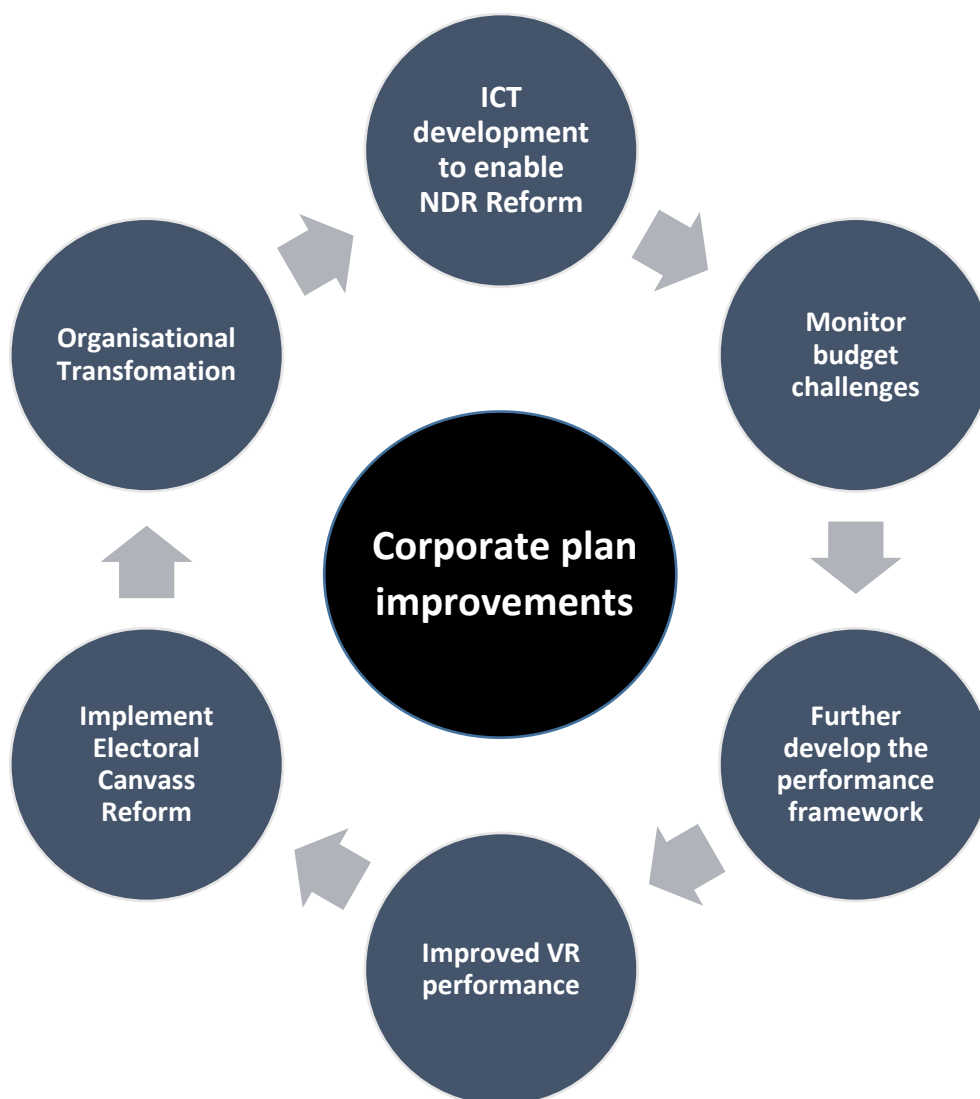 ICT
development
to enable
NDR Reform
Monitor
budget
challenges
Further
develop the
performance
framework
Improved VR
performance
Implement
Electoral
Canvass
Reform
Organisational
Transfomation
Corporate plan
improvements